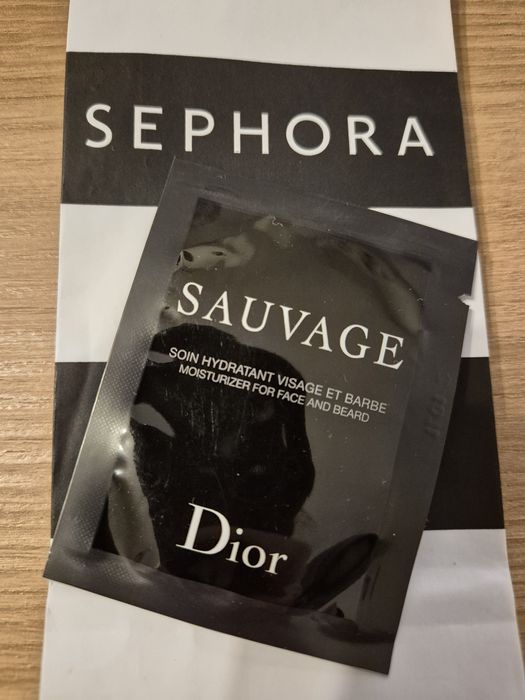 SEPHORA
SAUVAGE
SOIN HYDRATANT VISAGE ET BARBE
MOISTURIZER FOR FACE AND BEARD
Dior